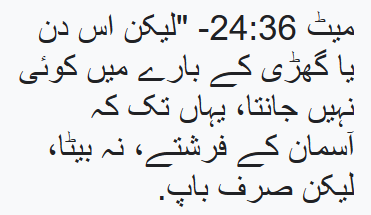 میٹ 24:36- "لیکن اس دن
یا گھڑی کے بارے میں کوئی
نہیں جانتا، یہاں تک کہ
آسمان کے فرشتے، نہ بیٹا،
لیکن صرف باپ.